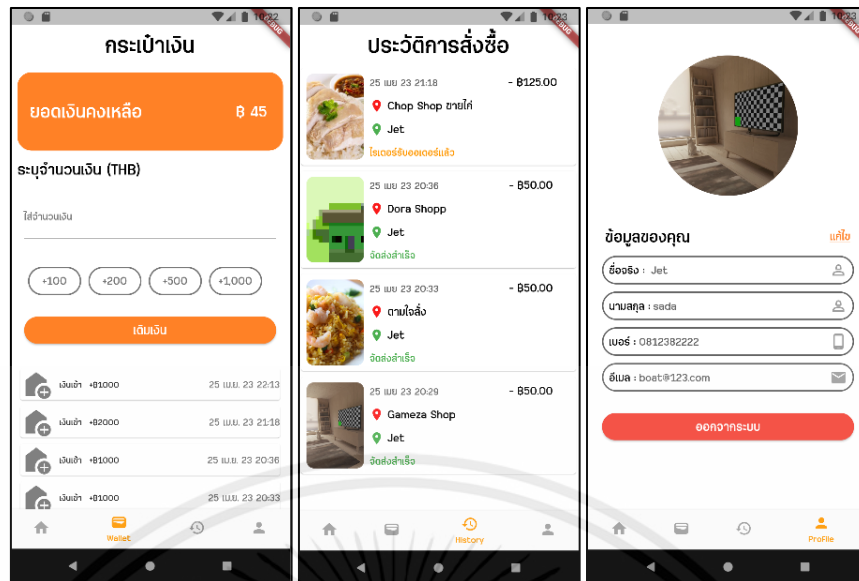 10:22
กระเป๋าเงิน
ยอดเงินคงเหลือ ฿ 45
ระบุจำนวนเงิน (THB)
ใส่จำนวนเงิน
+100 +200 +500 +1,000
เติมเงิน
เงินเข้า +฿1000 25 เม.ย. 23 22:13
เงินเข้า +฿2000 25 เม.ย. 23 21:18
เงินเข้า +฿1000 25 เม.ย. 23 20:36
เงินเข้า +฿1000 25 เม.ย. 23 20:33
Wallet
10:23
ประวัติการสั่งซื้อ
25 เมย 23 21:18 - ฿125.00
Chop Shop ขายไก่
Jet
ไรเดอร์รับออเดอร์แล้ว
25 เมย 23 20:36 - ฿50.00
Dora Shopp
Jet
จัดส่งสำเร็จ
25 เมย 23 20:33 - ฿50.00
ตามใจสั่ง
Jet
จัดส่งสำเร็จ
25 เมย 23 20:29 - ฿50.00
Gameza Shop
Jet
จัดส่งสำเร็จ
History
10:23
ข้อมูลของคุณ แก้ไข
ชื่อจริง : Jet
นามสกุล : sada
เบอร์ : 0812382222
อีเมล : boat@123.com
ออกจากระบบ
Profile